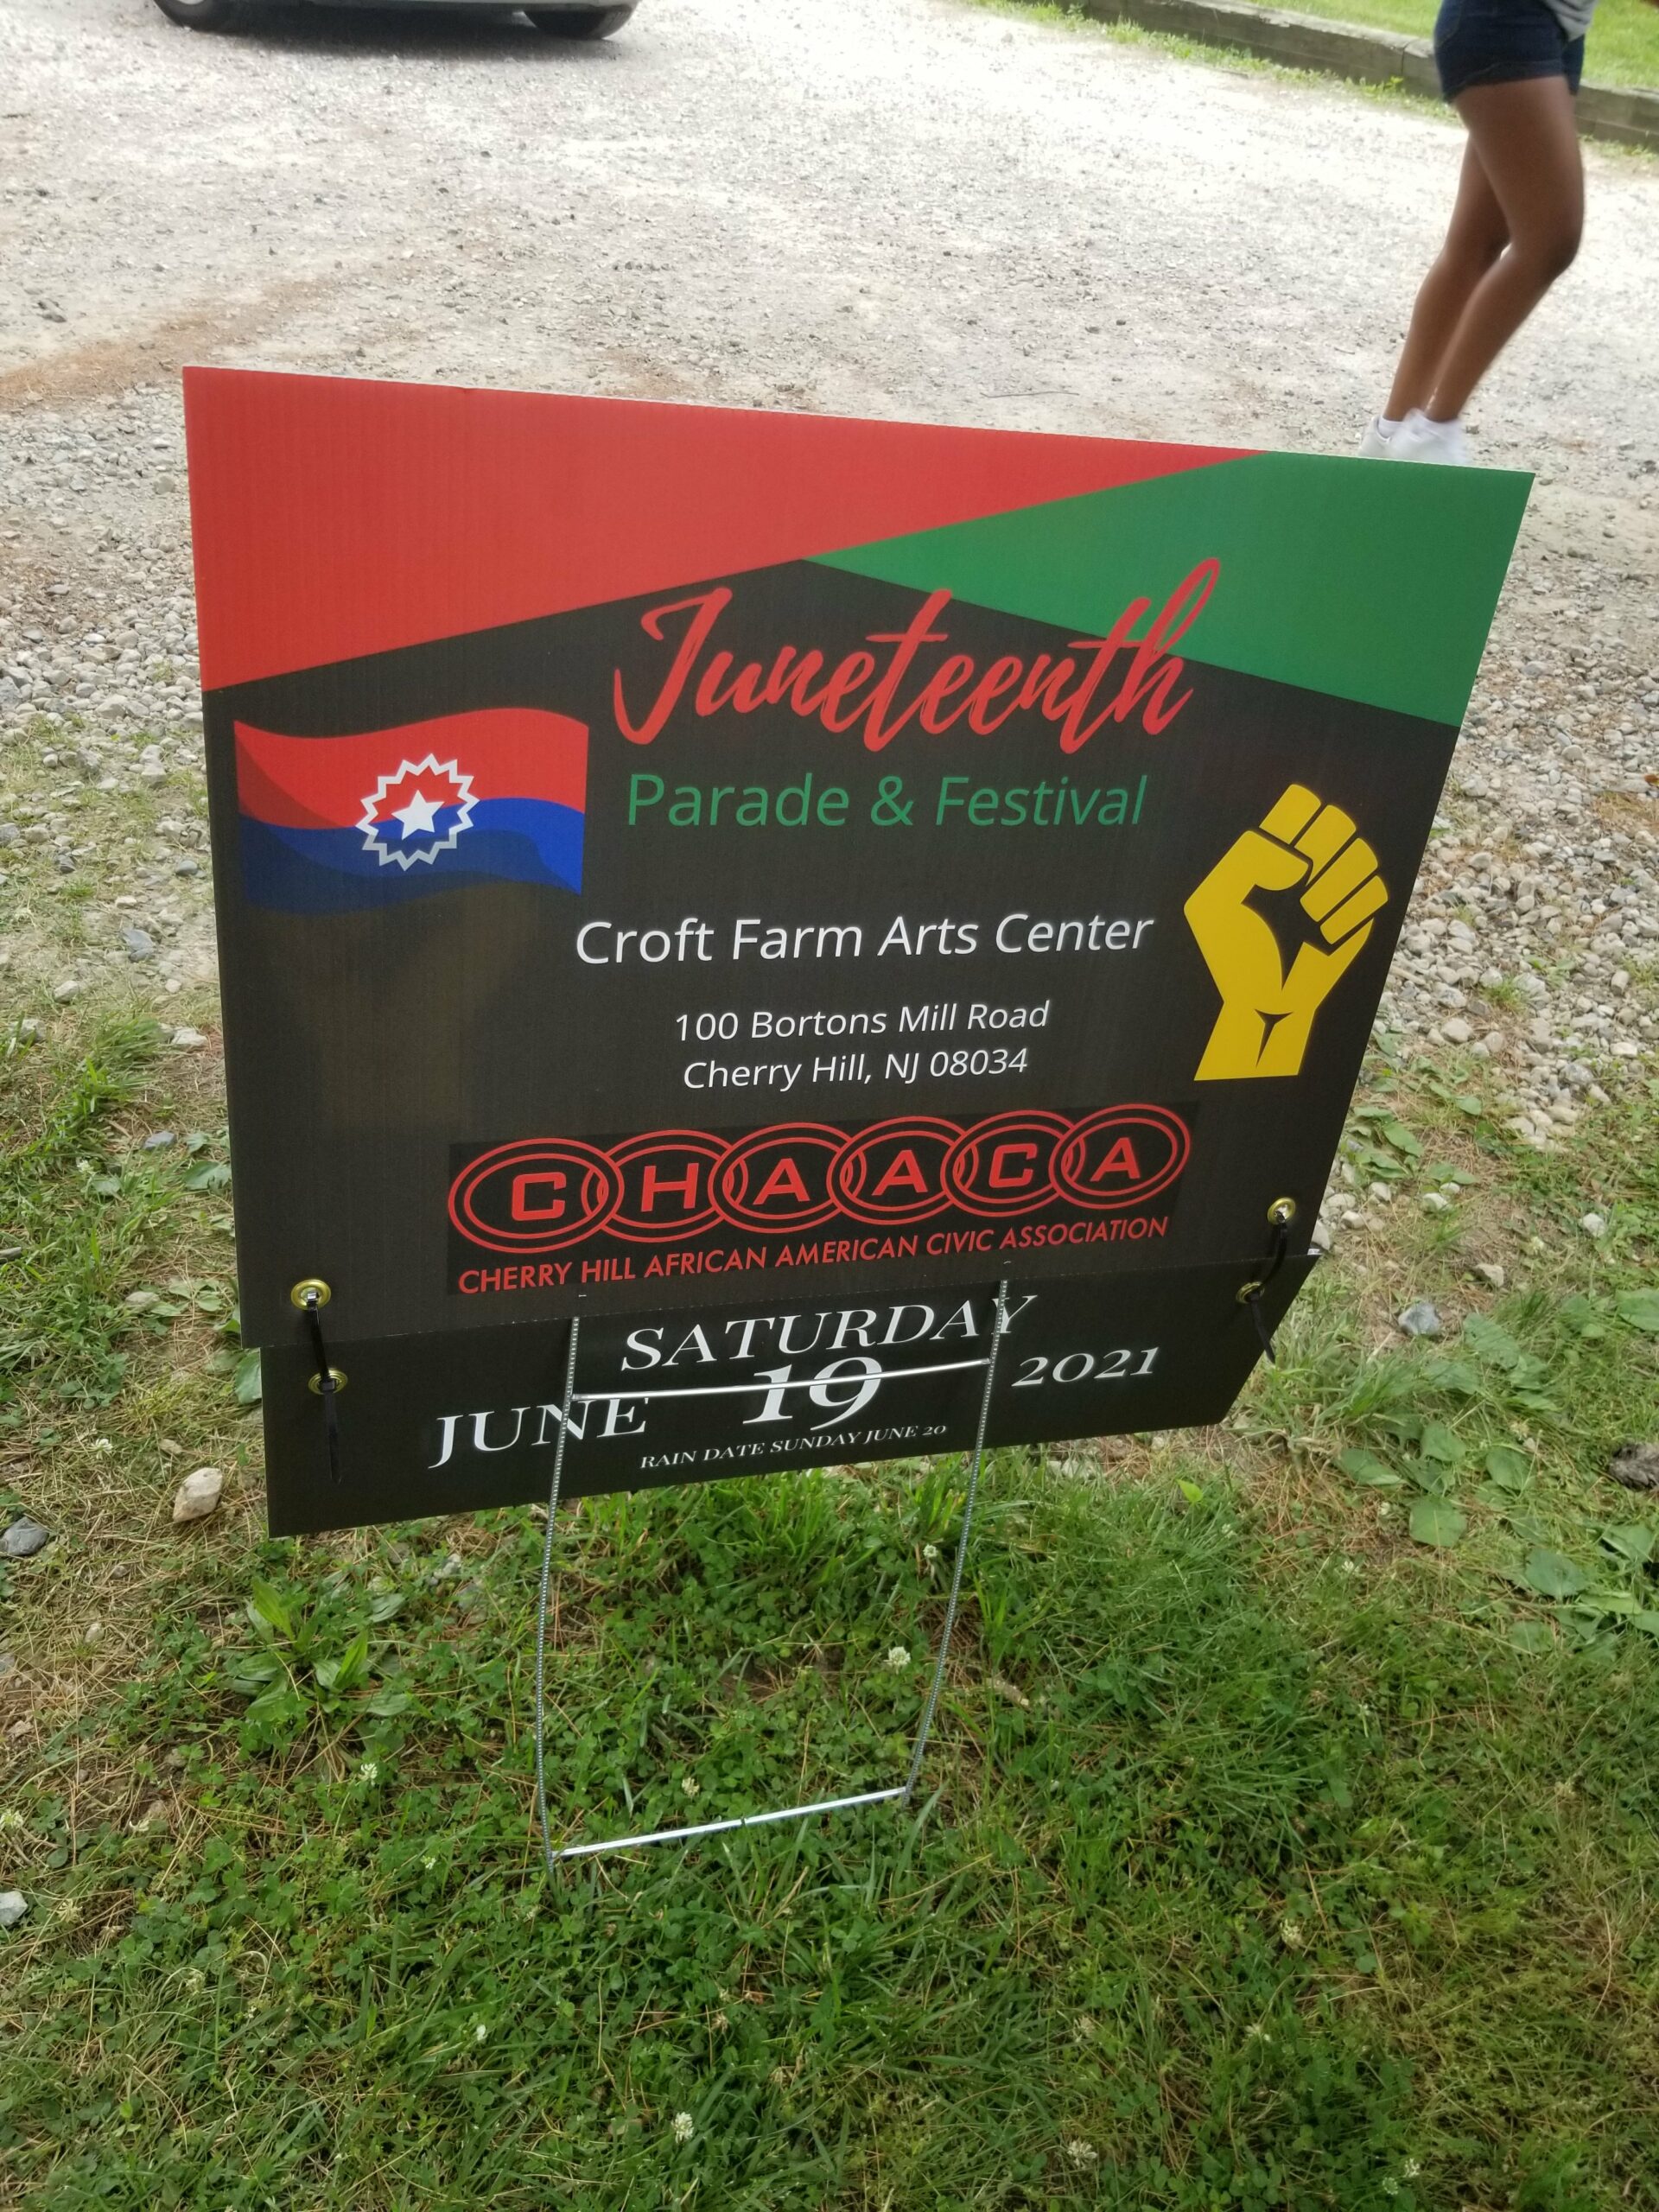 Juneteenth
Parade & Festival
Croft Farm Arts Center
100 Bortons Mill Road
Cherry Hill, NJ 08034
CHAACA
CHERRY HILL AFRICAN AMERICAN CIVIC ASSOCIATION
SATURDAY
JUNE 19 2021
RAIN DATE SUNDAY JUNE 20